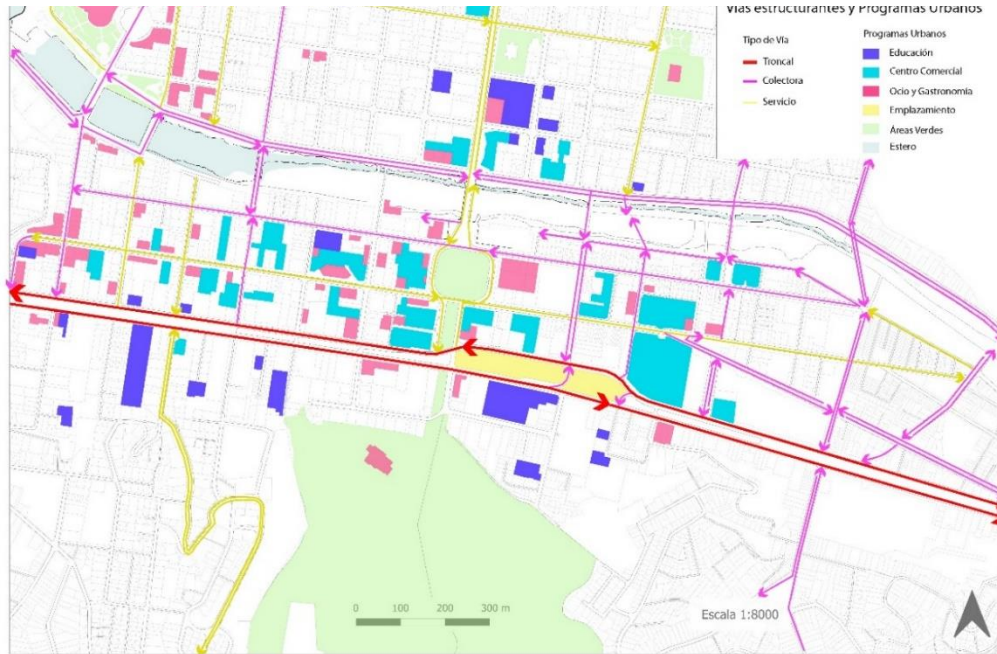 Vías estructurantes y Programas Urbanos
Tipo de Vía
Troncal
Colectora
Servicio
Programas Urbanos
Educación
Centro Comercial
Ocio y Gastronomía
Emplazamiento
Áreas Verdes
Estero
0 100 200 300 m
Escala 1:8000